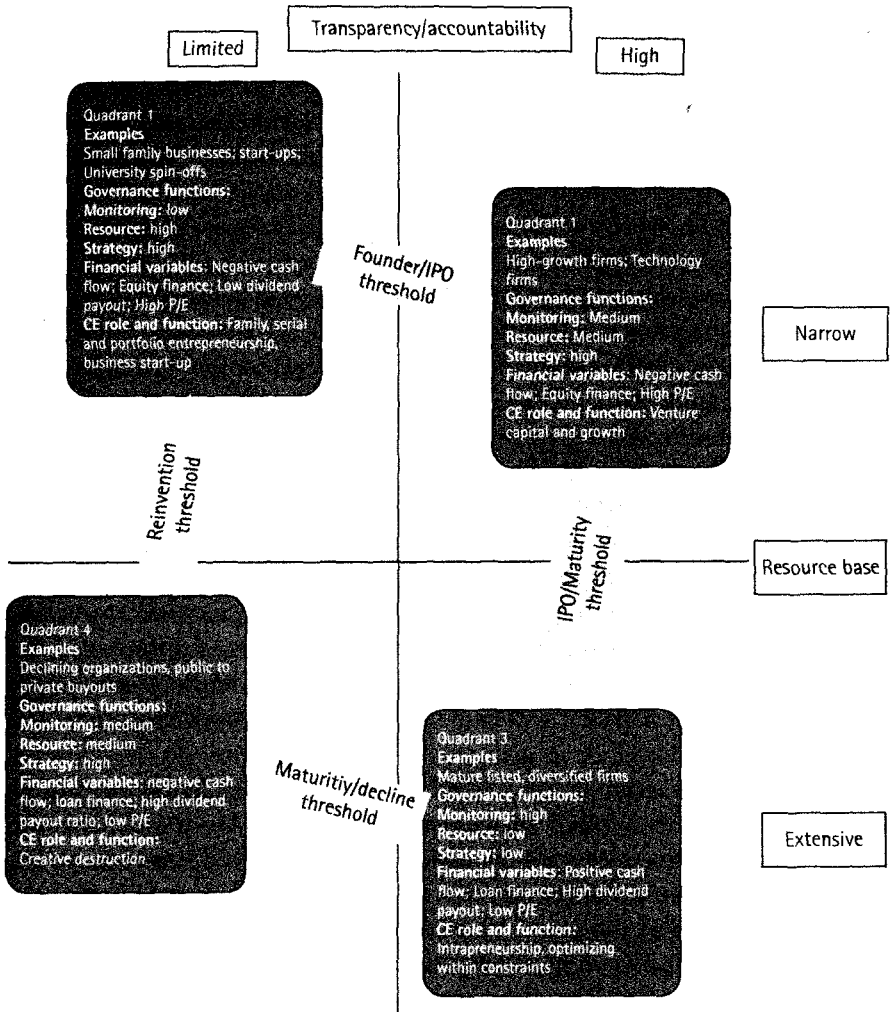 Transparency/accountability
Limited
High
Quadrant 1
Examples
Small family businesses; start-ups;
University spin-offs
Governance functions:
Monitoring: low
Resource: high
Strategy: high
Financial variables: Negative cash
flow; Equity finance; Low dividend
payout; High P/E
CE role and function: Family, serial
and portfolio entrepreneurship,
business start-up
Founder/IPO
threshold
Quadrant 1
Examples
High-growth firms; Technology
firms
Governance functions:
Monitoring: Medium
Resource: Medium
Strategy: high
Financial variables: Negative cash
flow; Equity finance; High P/E
CE role and function: Venture
capital and growth
Narrow
Reinvention
threshold
IPO/Maturity
threshold
Resource base
Quadrant 4
Examples
Declining organizations, public to
private buyouts
Governance functions:
Monitoring: medium
Resource: medium
Strategy: high
Financial variables: negative cash
flow; loan finance; high dividend
payout ratio; low P/E
CE role and function:
Creative destruction
Maturitiy/decline
threshold
Quadrant 3
Examples
Mature listed, diversified firms
Governance functions:
Monitoring: high
Resource: low
Strategy: low
Financial variables: Positive cash
flow; Loan finance; High dividend
payout; Low P/E
CE role and function:
Intrapreneurship, optimizing
within constraints
Extensive